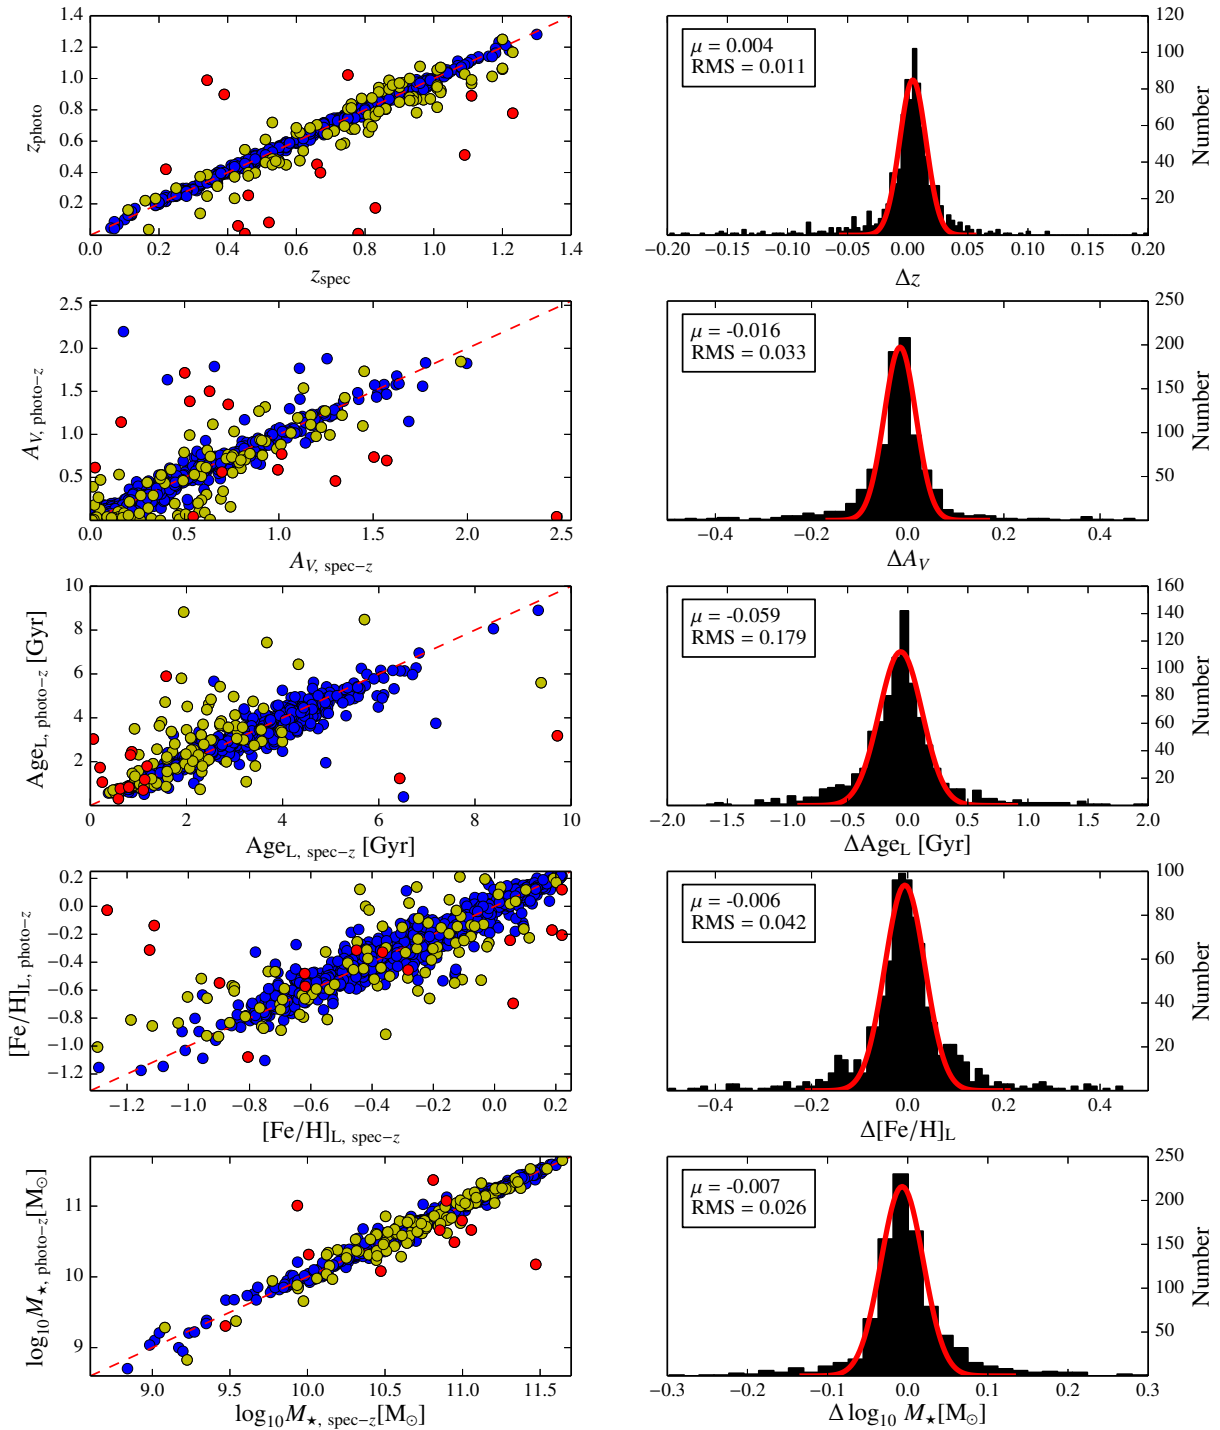 1.4
1.2
1.0
0.8
0.6
0.4
0.2
z_photo
0.0 0.2 0.4 0.6 0.8 1.0 1.2 1.4
z_spec
μ = 0.004
RMS = 0.011
120
100
80
60
40
20
Number
−0.20 −0.15 −0.10 −0.05 0.00 0.05 0.10 0.15 0.20
Δz
2.5
2.0
1.5
1.0
0.5
A_V, photo−z
0.0 0.5 1.0 1.5 2.0 2.5
A_V, spec−z
μ = -0.016
RMS = 0.033
250
200
150
100
50
Number
−0.4 −0.2 0.0 0.2 0.4
ΔA_V
10
8
6
4
2
Age_L, photo−z [Gyr]
0 2 4 6 8 10
Age_L, spec−z [Gyr]
μ = -0.059
RMS = 0.179
160
140
120
100
80
60
40
20
Number
−2.0 −1.5 −1.0 −0.5 0.0 0.5 1.0 1.5 2.0
ΔAge_L [Gyr]
0.2
0.0
−0.2
−0.4
−0.6
−0.8
−1.0
−1.2
[Fe/H]_L, photo−z
−1.2 −1.0 −0.8 −0.6 −0.4 −0.2 0.0 0.2
[Fe/H]_L, spec−z
μ = -0.006
RMS = 0.042
100
80
60
40
20
Number
−0.4 −0.2 0.0 0.2 0.4
Δ[Fe/H]_L
11
10
9
log₁₀ M_⋆, photo−z [M_⊙]
9.0 9.5 10.0 10.5 11.0 11.5
log₁₀ M_⋆, spec−z [M_⊙]
μ = -0.007
RMS = 0.026
250
200
150
100
50
Number
−0.3 −0.2 −0.1 0.0 0.1 0.2 0.3
Δ log₁₀ M_⋆ [M_⊙]